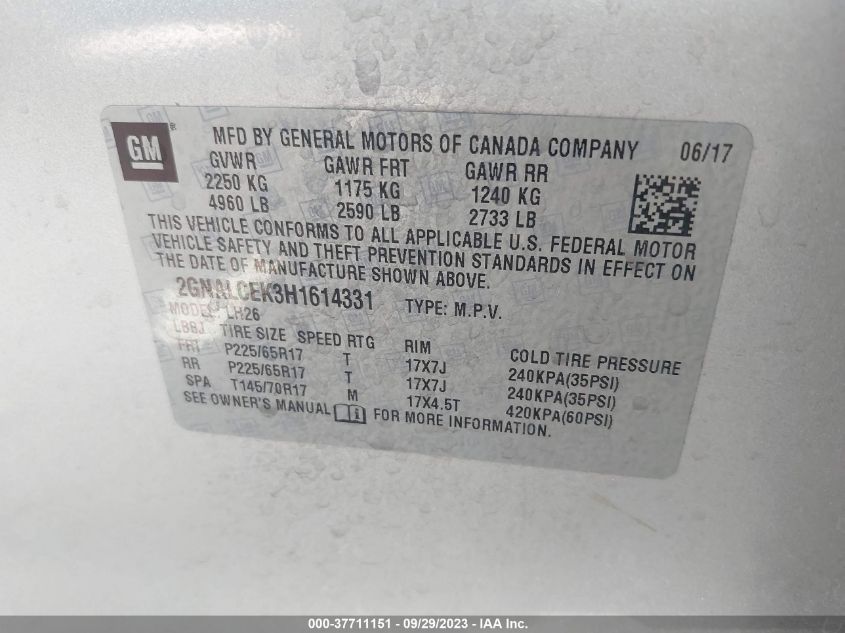 GM ®
MFD BY GENERAL MOTORS OF CANADA COMPANY 06/17
GVWR GAWR FRT GAWR RR
2250 KG 1175 KG 1240 KG
4960 LB 2590 LB 2733 LB
THIS VEHICLE CONFORMS TO ALL APPLICABLE U.S. FEDERAL MOTOR
VEHICLE SAFETY AND THEFT PREVENTION STANDARDS IN EFFECT ON
THE DATE OF MANUFACTURE SHOWN ABOVE.
2GNALCEK3H1614331 TYPE: M.P.V.
MODEL: LH26
LBSJ TIRE SIZE SPEED RTG RIM COLD TIRE PRESSURE
FRT P225/65R17 T 17X7J 240KPA(35PSI)
RR P225/65R17 T 17X7J 240KPA(35PSI)
SPA T145/70R17 M 17X4.5T 420KPA(60PSI)
SEE OWNER'S MANUAL FOR MORE INFORMATION.
000-37711151 - 09/29/2023 - IAA Inc.